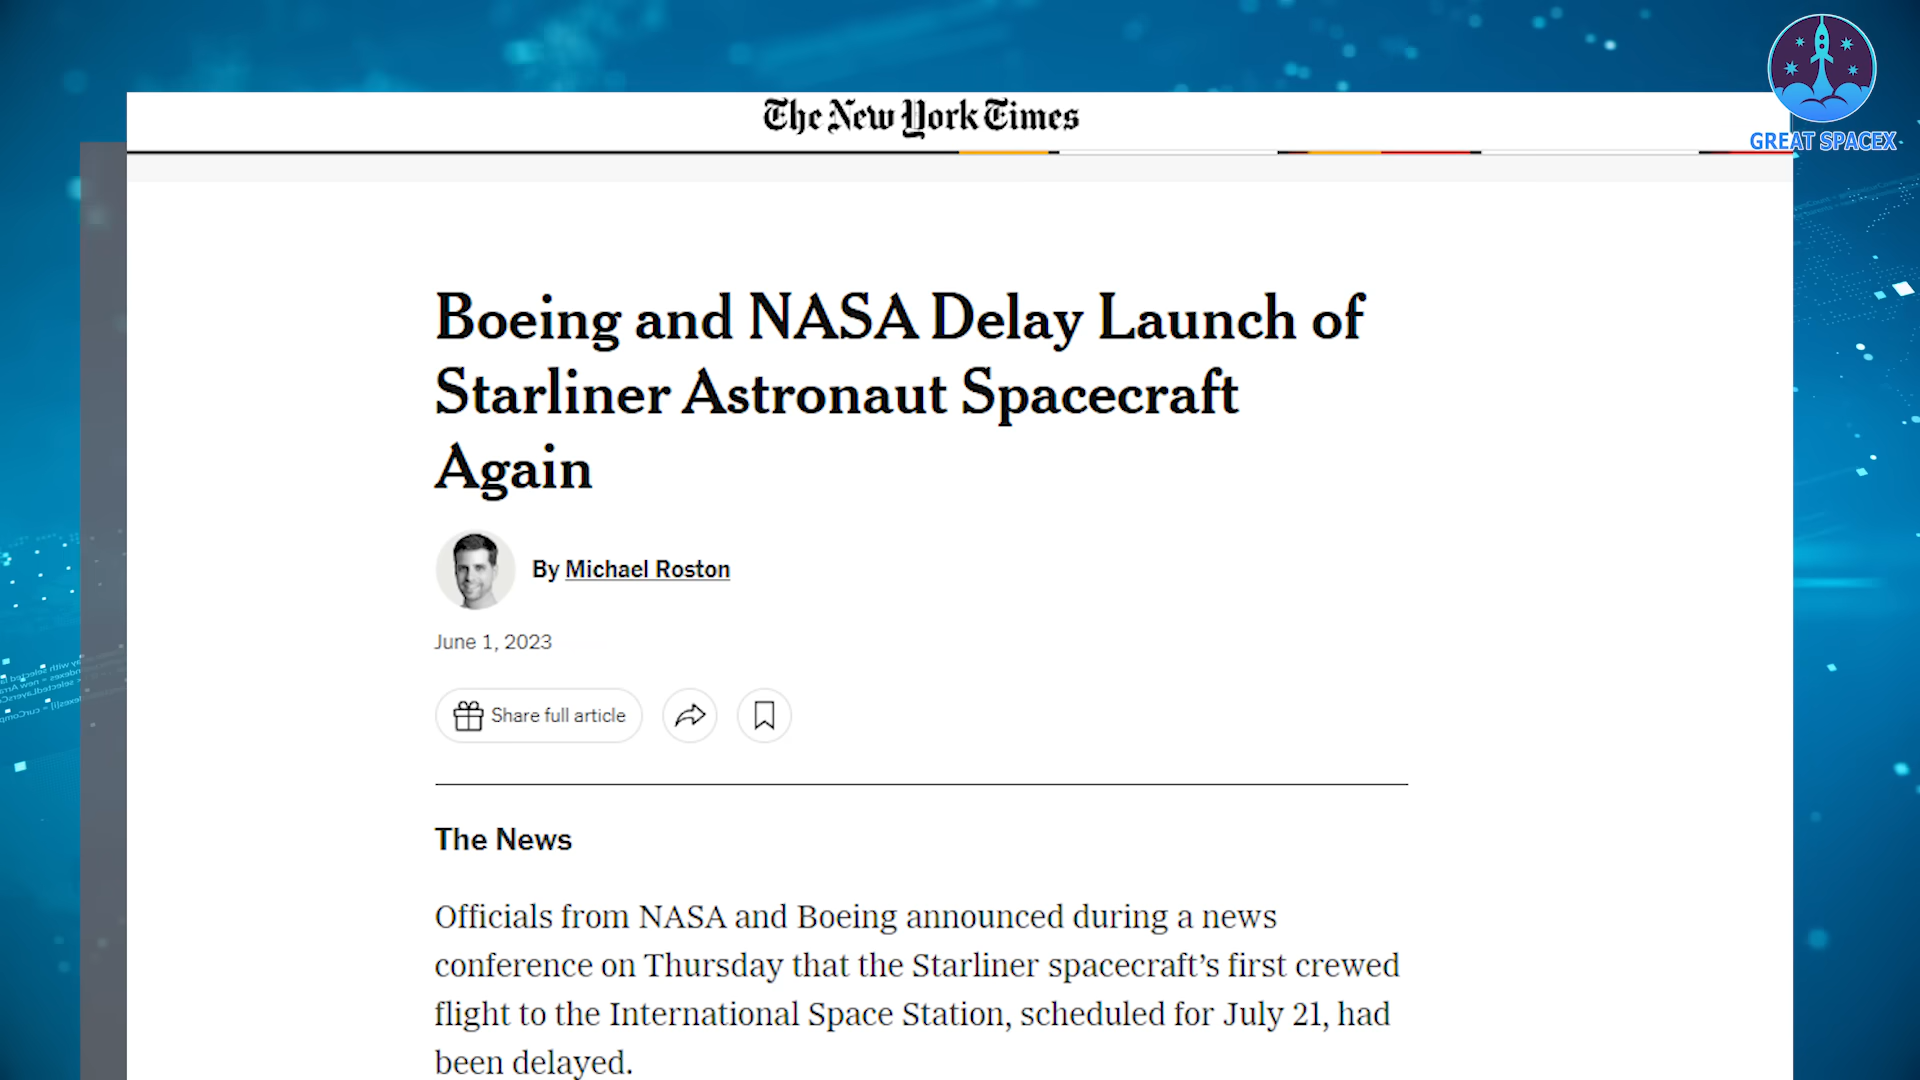 The New York Times
GREAT SPACEX
Boeing and NASA Delay Launch of
Starliner Astronaut Spacecraft
Again
By Michael Roston
June 1, 2023
Share full article
The News
Officials from NASA and Boeing announced during a news
conference on Thursday that the Starliner spacecraft’s first crewed
flight to the International Space Station, scheduled for July 21, had
been delayed.